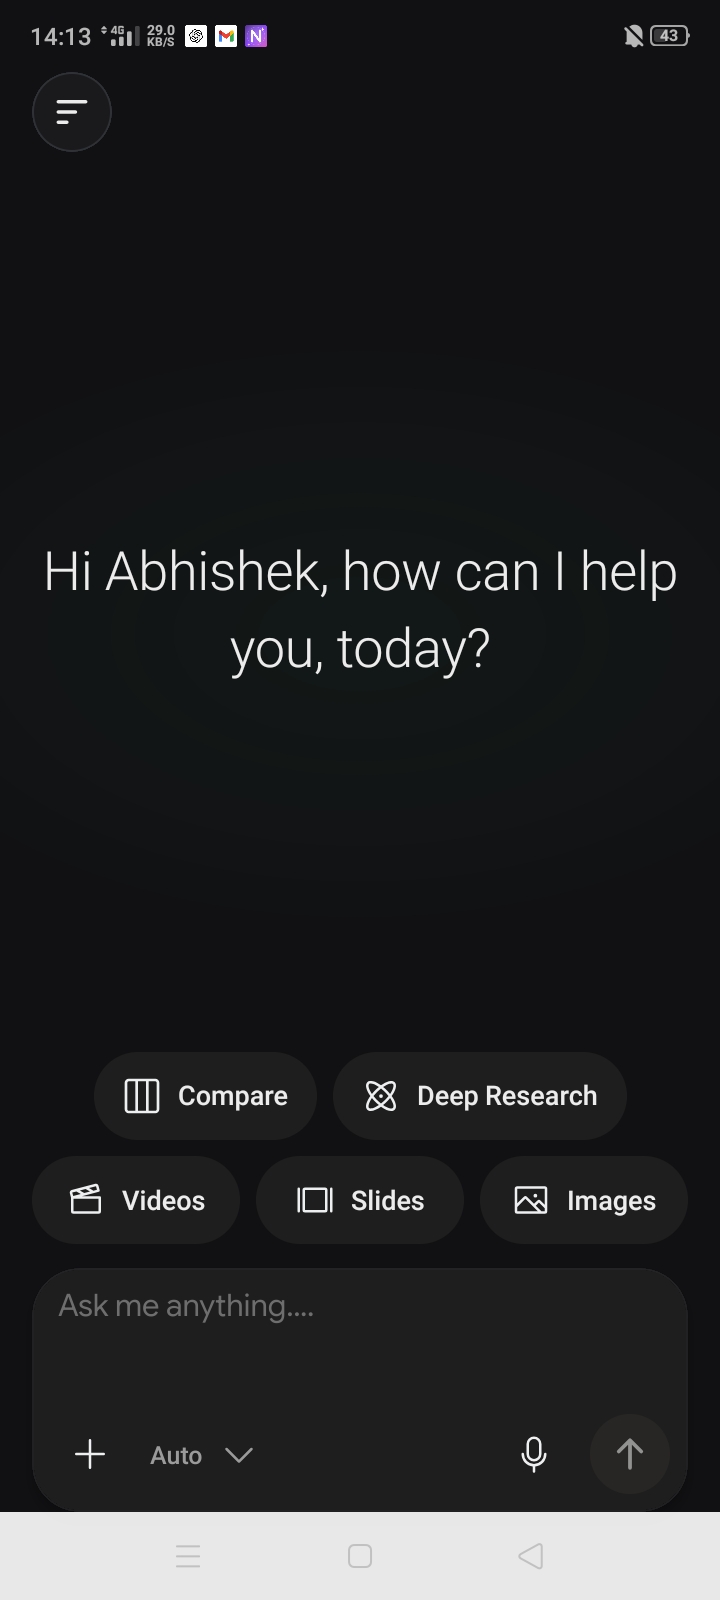 14:13 4G 29.0 KB/S N 43
Hi Abhishek, how can I help
you, today?
Compare Deep Research
Videos Slides Images
Ask me anything....
Auto